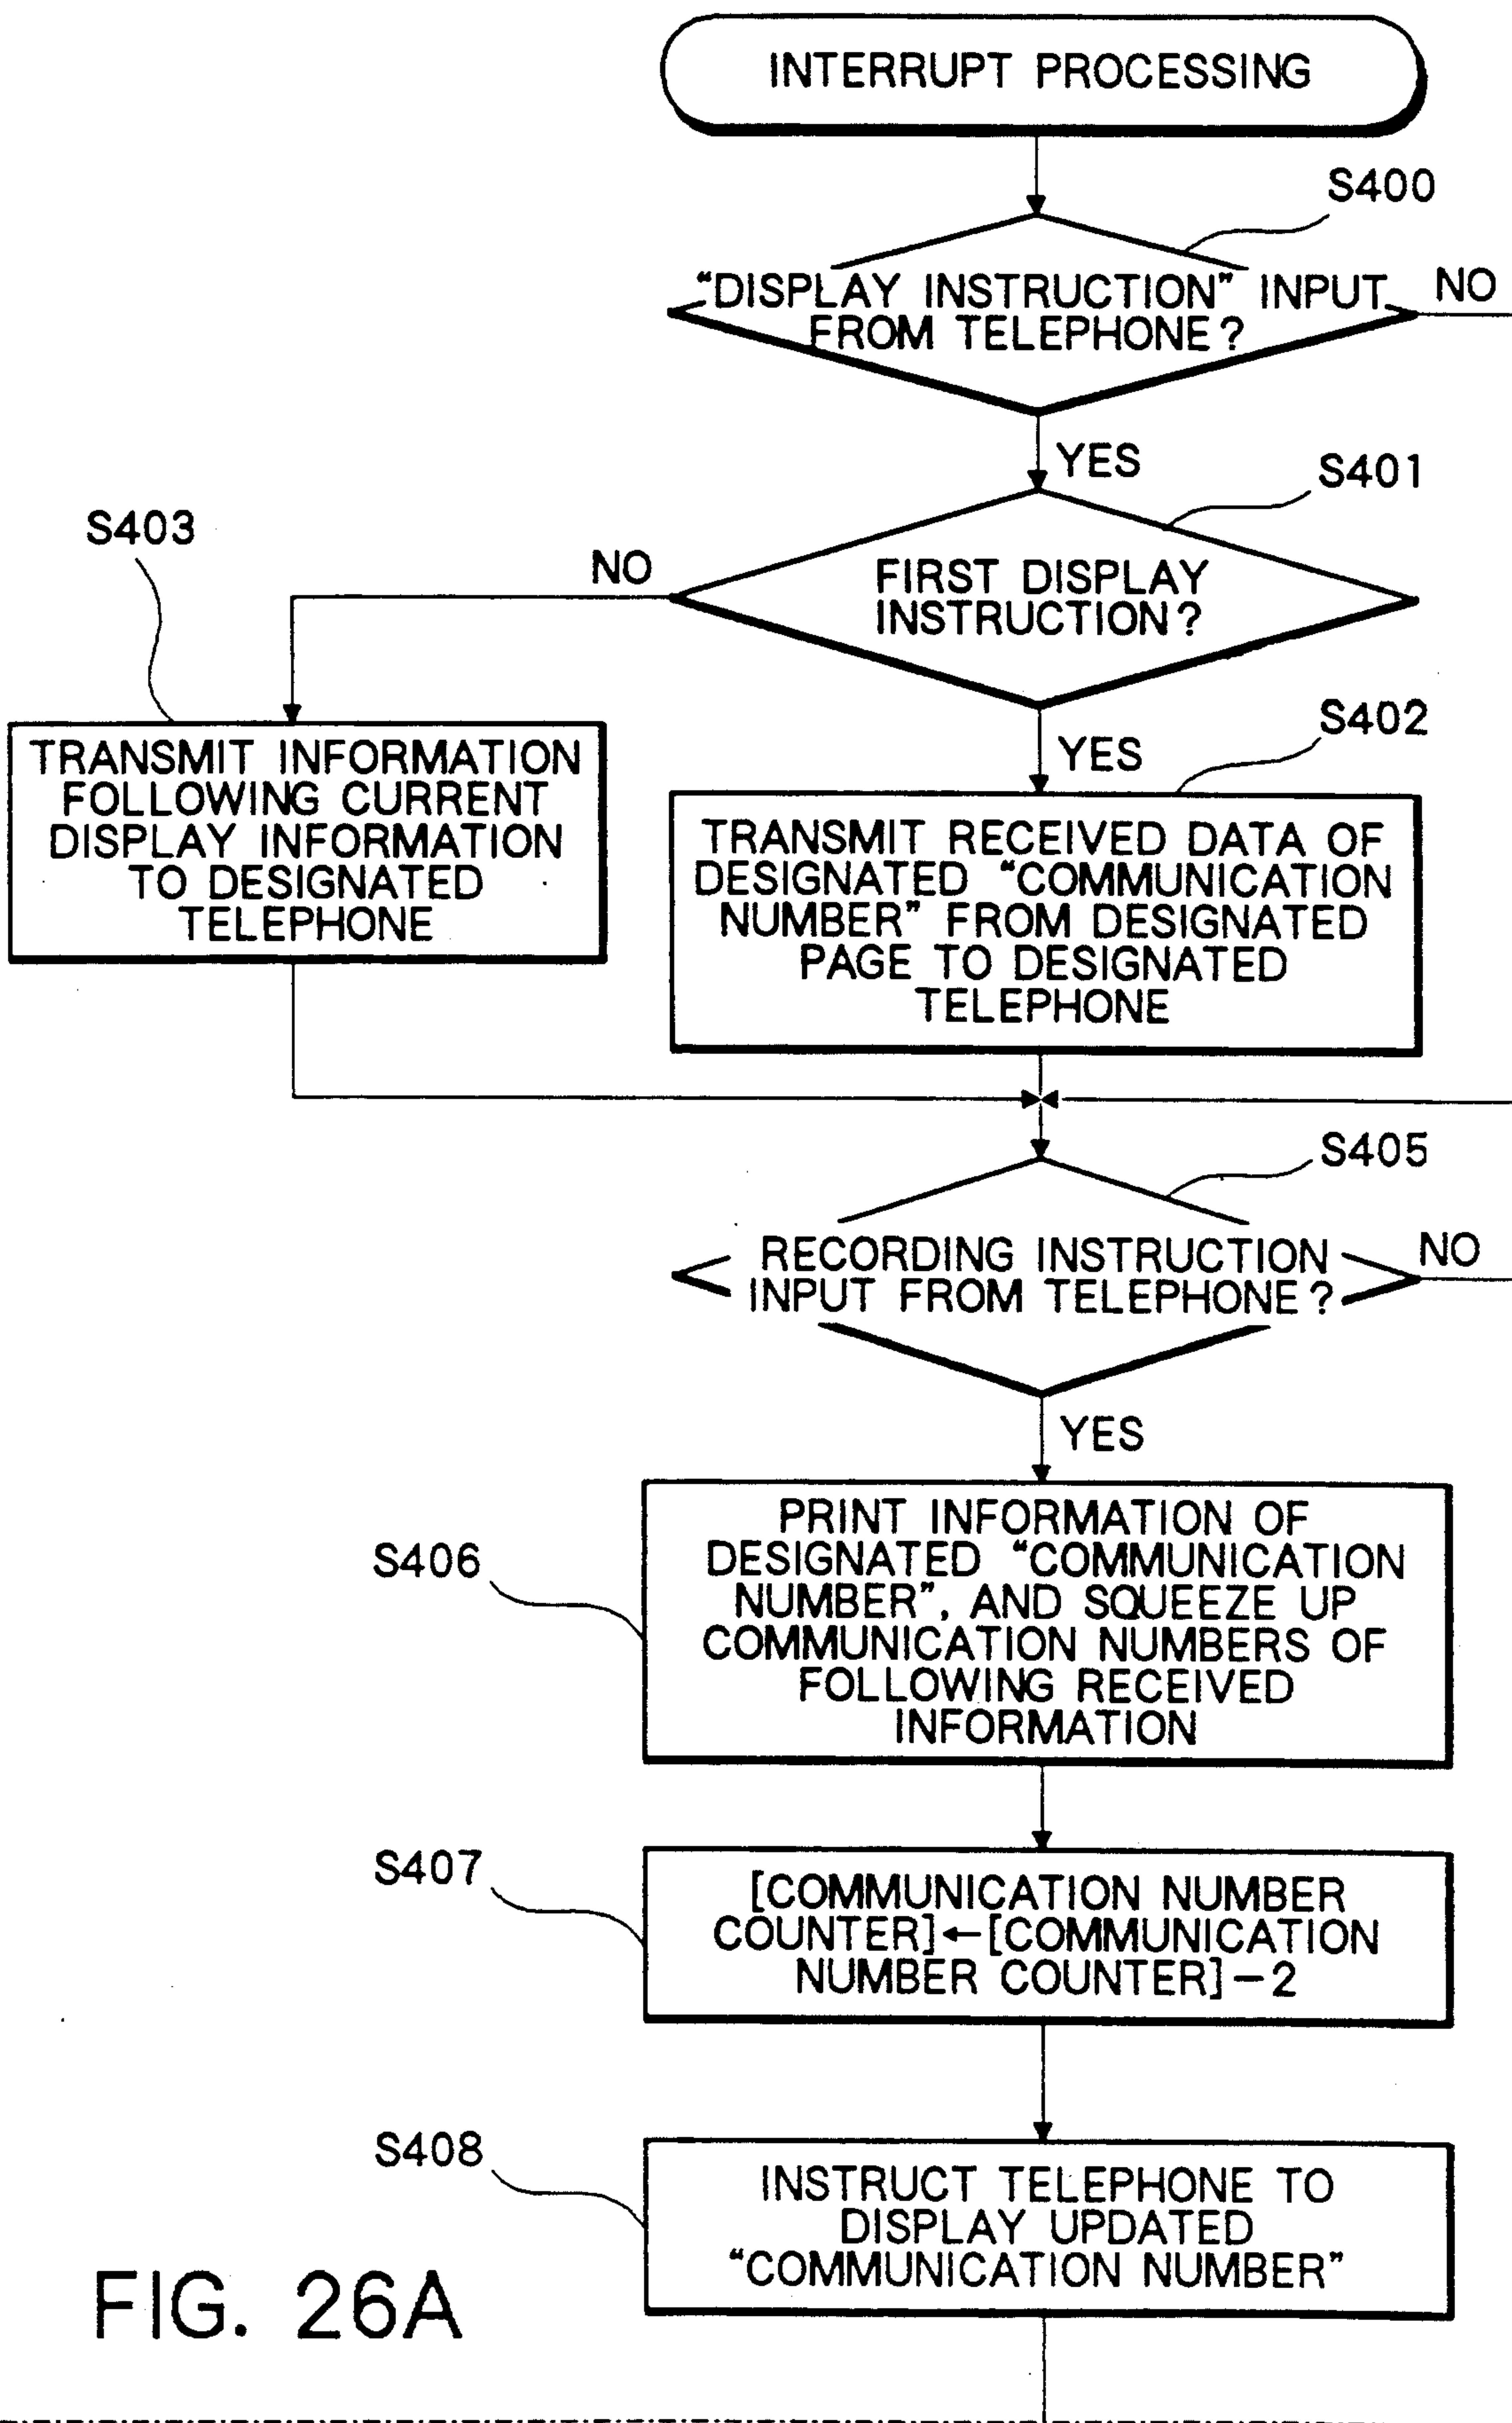 INTERRUPT PROCESSING
S400
“DISPLAY INSTRUCTION” INPUT
FROM TELEPHONE?
NO
YES
S401
FIRST DISPLAY
INSTRUCTION?
NO
S403
TRANSMIT INFORMATION
FOLLOWING CURRENT
DISPLAY INFORMATION
TO DESIGNATED
TELEPHONE
YES
S402
TRANSMIT RECEIVED DATA OF
DESIGNATED “COMMUNICATION
NUMBER” FROM DESIGNATED
PAGE TO DESIGNATED
TELEPHONE
S405
RECORDING INSTRUCTION
INPUT FROM TELEPHONE?
NO
YES
S406
PRINT INFORMATION OF
DESIGNATED “COMMUNICATION
NUMBER”, AND SQUEEZE UP
COMMUNICATION NUMBERS OF
FOLLOWING RECEIVED
INFORMATION
S407
[COMMUNICATION NUMBER
COUNTER]←[COMMUNICATION
NUMBER COUNTER]−2
S408
INSTRUCT TELEPHONE TO
DISPLAY UPDATED
“COMMUNICATION NUMBER”
FIG. 26A